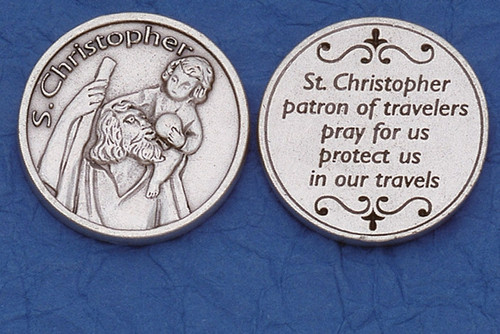 S. Christopher
St. Christopher
patron of travelers
pray for us
protect us
in our travels